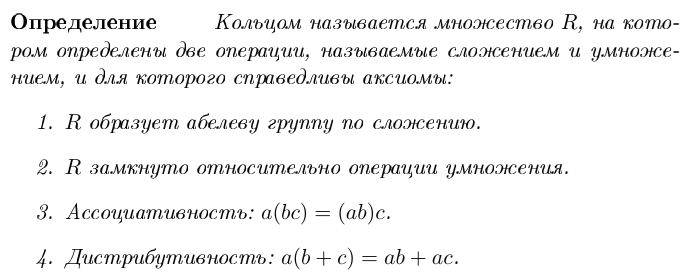 Определение Кольцом называется множество R, на кото-
ром определены две операции, называемые сложением и умноже-
нием, и для которого справедливы аксиомы:
1. R образует абелеву группу по сложению.
2. R замкнуто относительно операции умножения.
3. Ассоциативность: a(bc) = (ab)c.
4. Дистрибутивность: a(b + c) = ab + ac.